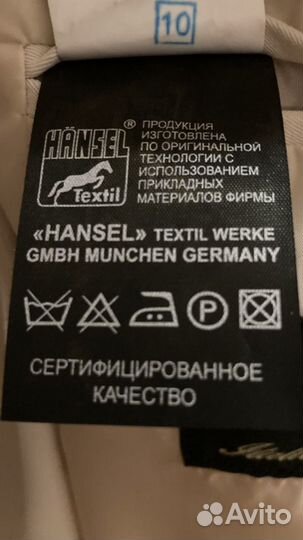 10
HÄNSEL ®
Textil
ПРОДУКЦИЯ
ИЗГОТОВЛЕНА
ПО ОРИГИНАЛЬНОЙ
ТЕХНОЛОГИИ С
ИСПОЛЬЗОВАНИЕМ
ПРИКЛАДНЫХ
МАТЕРИАЛОВ ФИРМЫ
«HANSEL» TEXTIL WERKE
GMBH MUNCHEN GERMANY
P
СЕРТИФИЦИРОВАННОЕ
КАЧЕСТВО
Avito